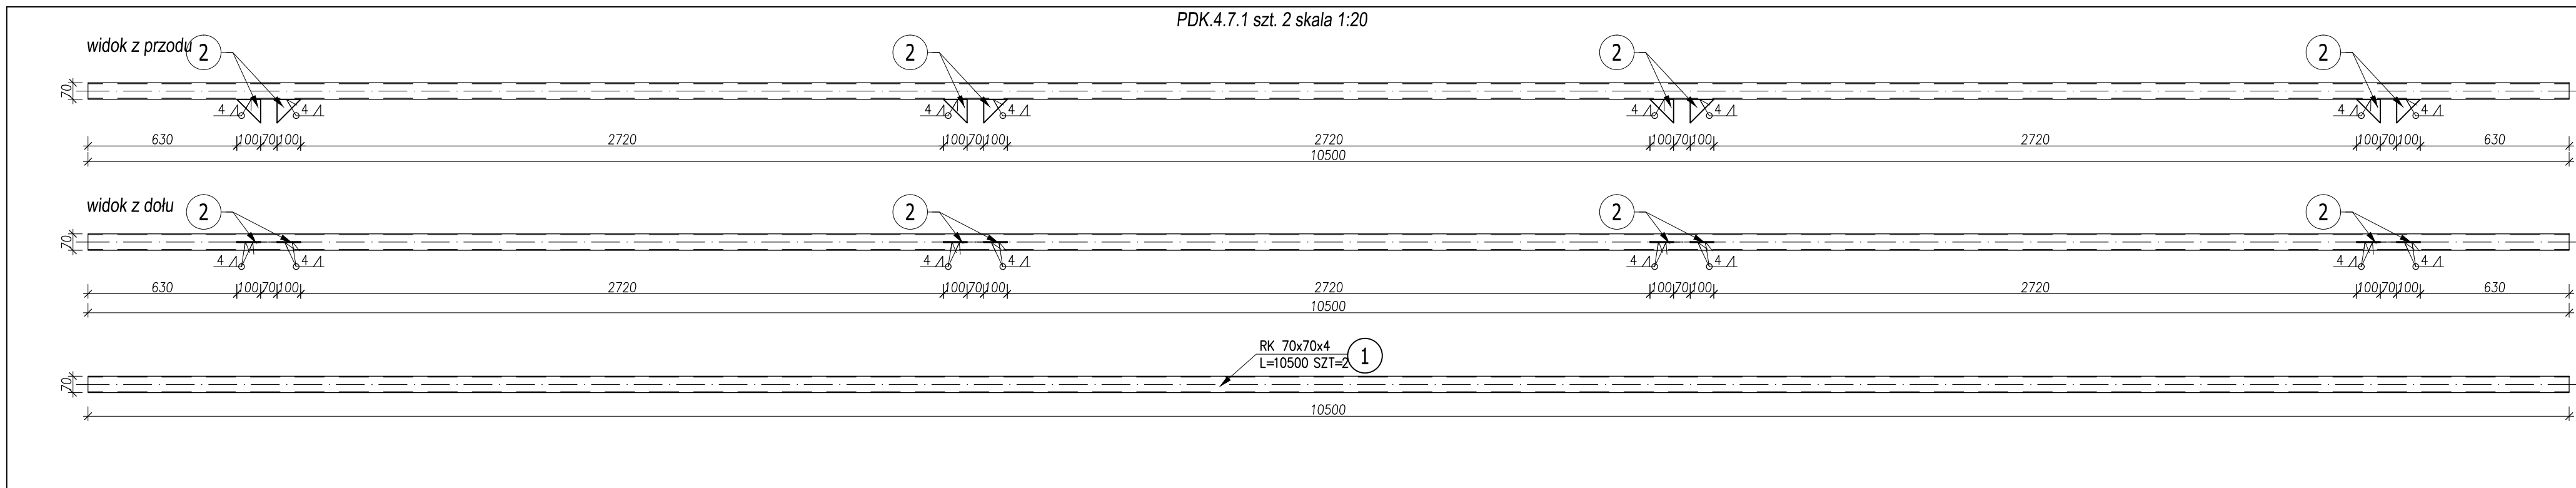 PDK.4.7.1 szt. 2 skala 1:20
widok z przodu
2 2 2 2
70
4 4 4 4 4 4 4 4
630 100 70 100 2720 100 70 100 2720 100 70 100 2720 100 70 100 630
10500
widok z dołu
2 2 2 2
70
4 4 4 4 4 4 4 4
630 100 70 100 2720 100 70 100 2720 100 70 100 2720 100 70 100 630
10500
RK 70x70x4
L=10500 SZT=2
1
70
10500